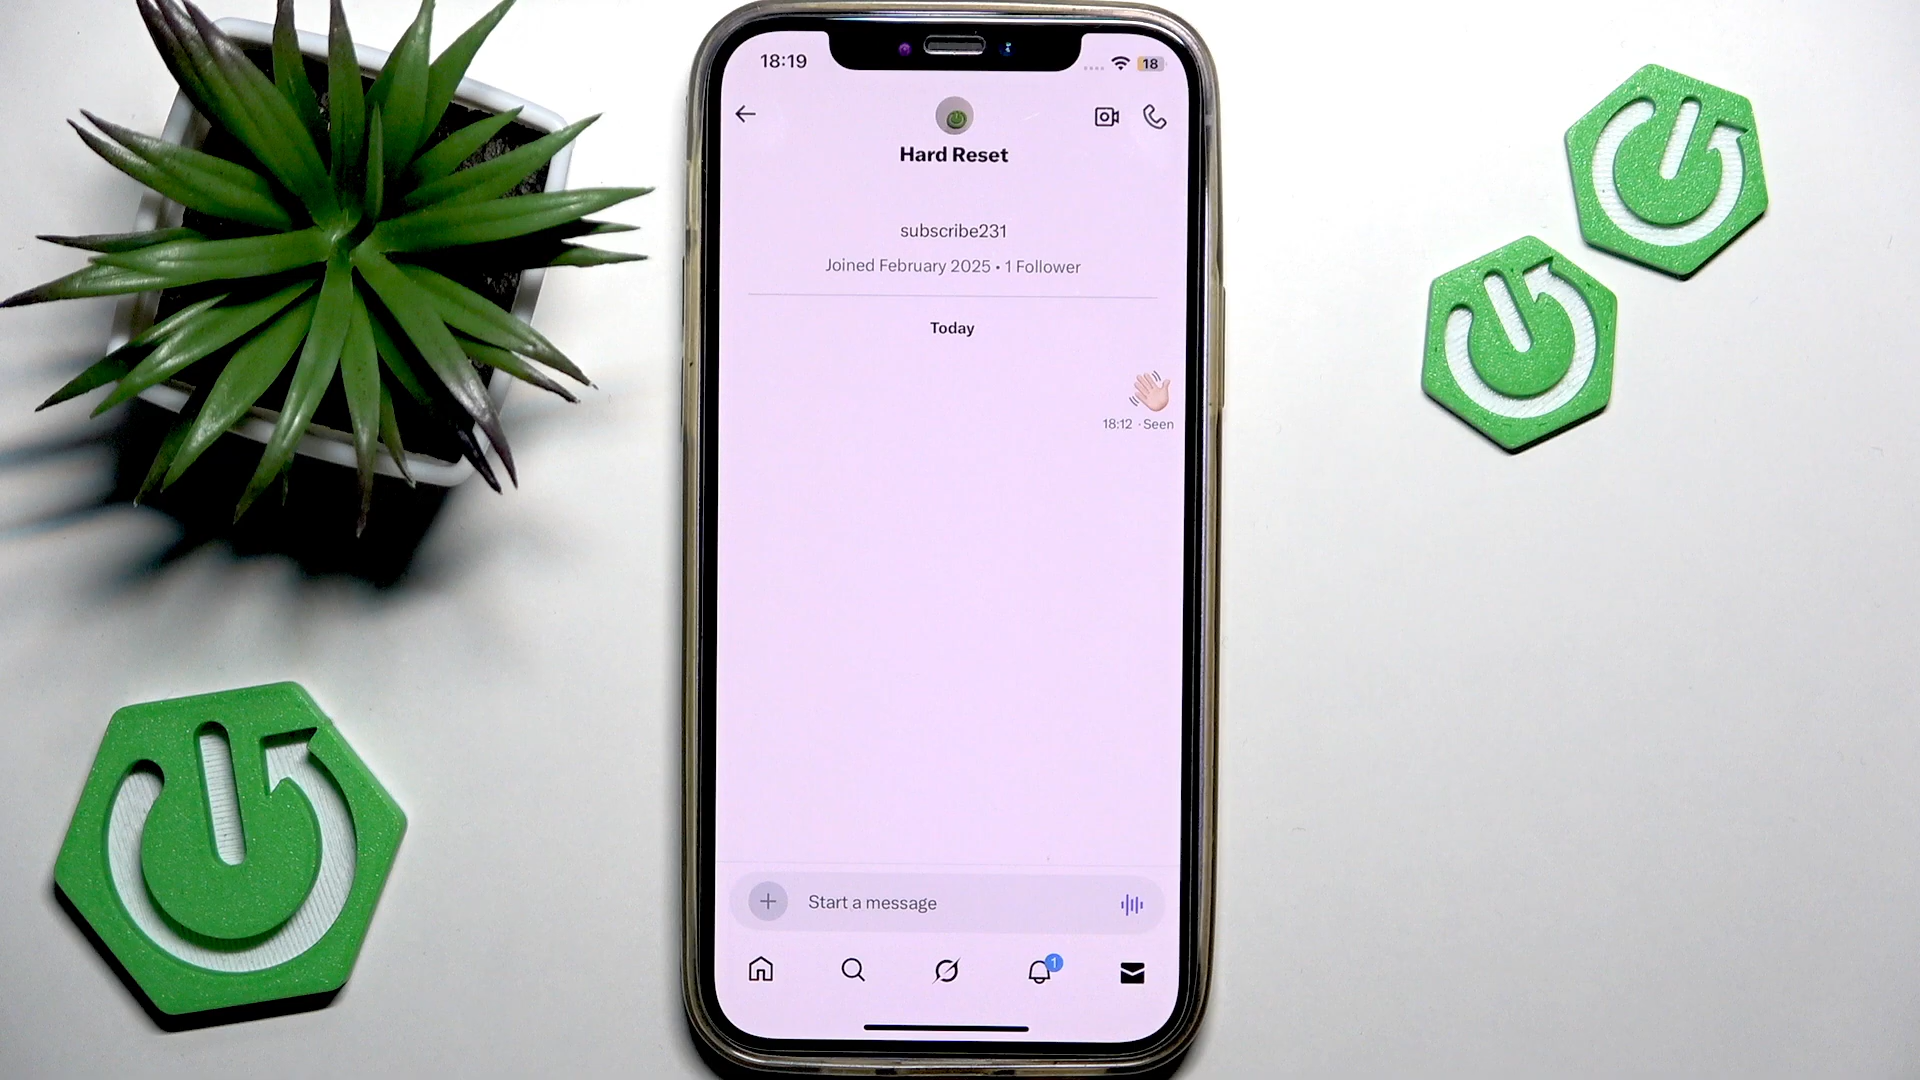 18:19
18
Hard Reset
subscribe231
Joined February 2025 • 1 Follower
Today
18:12 · Seen
Start a message
1